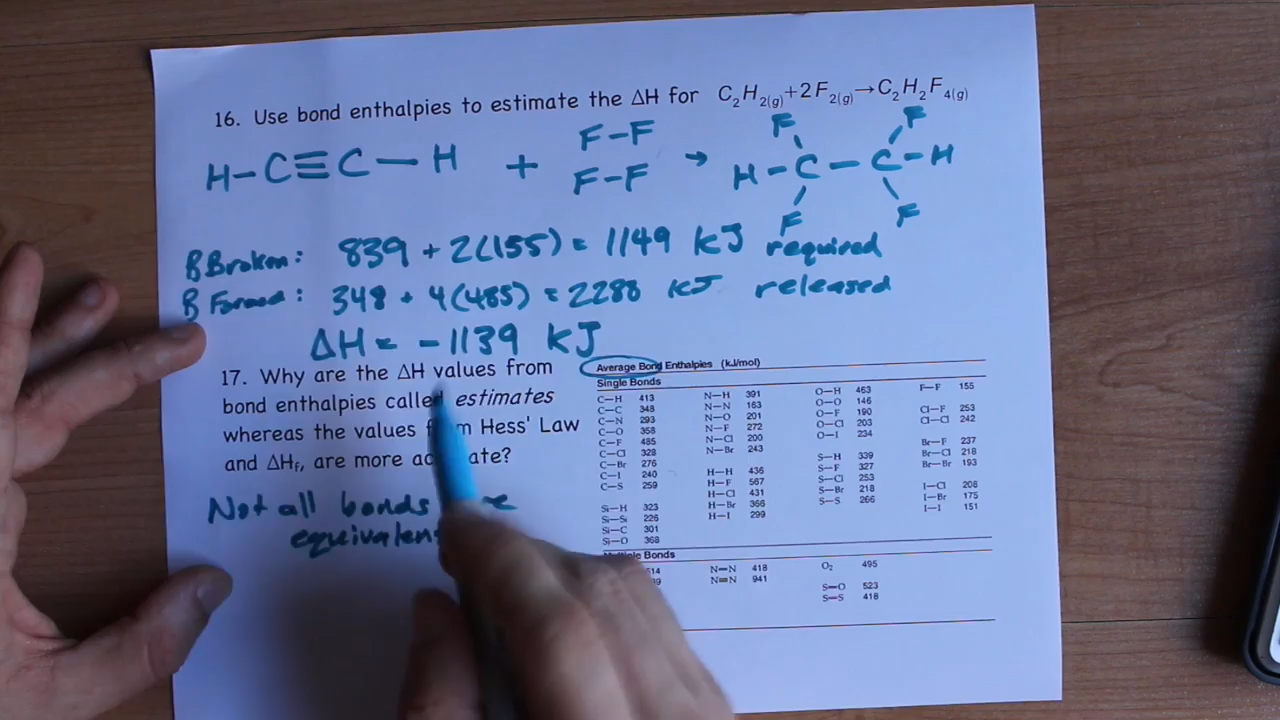 16. Use bond enthalpies to estimate the ΔH for C2H2(g)+2F2(g)→C2H2F4(g)
F-F F F
H-C≡C-H + F-F → H-C-C-H
F F
B Broken: 839 + 2(155) = 1149 kJ required
B Formed: 348 + 4(485) = 2288 kJ released
ΔH = -1139 kJ
17. Why are the ΔH values from
bond enthalpies called estimates
whereas the values Hess' Law
and ΔHf, are more
Not all bonds
Average Bond Enthalpies (kJ/mol)
Single Bonds
C—H 413 N—H 391 O—H 463 F—F 155
C—C 348 N—N 163 O—O 146
C—N 293 N—O 201 O—F 190 Cl—F 253
C—O 358 N—F 272 O—Cl 203 Cl—Cl 242
C—F 485 N—Cl 200 O—I 234
C—Cl 328 N—Br 243 Br—F 237
C—Br 276 S—H 339 Br—Cl 218
C—I 240 H—H 436 S—F 327 Br—Br 193
C—S 259 H—F 567 S—Cl 253
H—Cl 431 S—Br 218 I—Cl 208
Si—H 323 H—Br 366 S—S 266 I—Br 175
Si—Si 226 H—I 299 I—I 151
Si—C 301
Si—O 368
Multiple Bonds
614 N=N 418 O2 495
N≡N 941
S=O 523
S=S 418